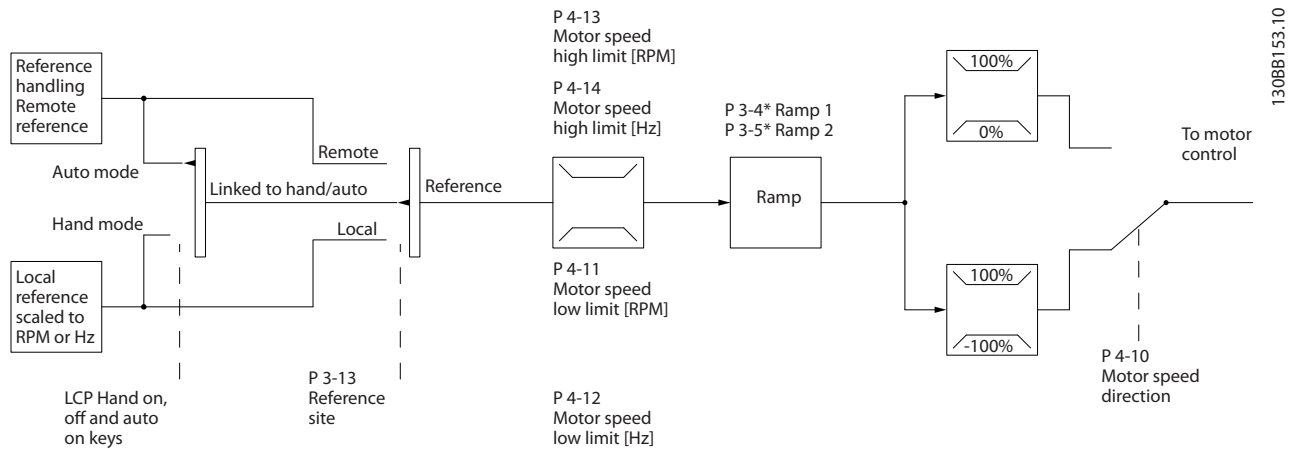 Reference
handling
Remote
reference
Auto mode
Hand mode
Local
reference
scaled to
RPM or Hz
LCP Hand on,
off and auto
on keys
Linked to hand/auto
Remote
Local
P 3-13
Reference
site
Reference
P 4-13
Motor speed
high limit [RPM]
P 4-14
Motor speed
high limit [Hz]
P 4-11
Motor speed
low limit [RPM]
P 4-12
Motor speed
low limit [Hz]
P 3-4* Ramp 1
P 3-5* Ramp 2
Ramp
100%
0%
100%
-100%
To motor
control
P 4-10
Motor speed
direction
130BB153.10